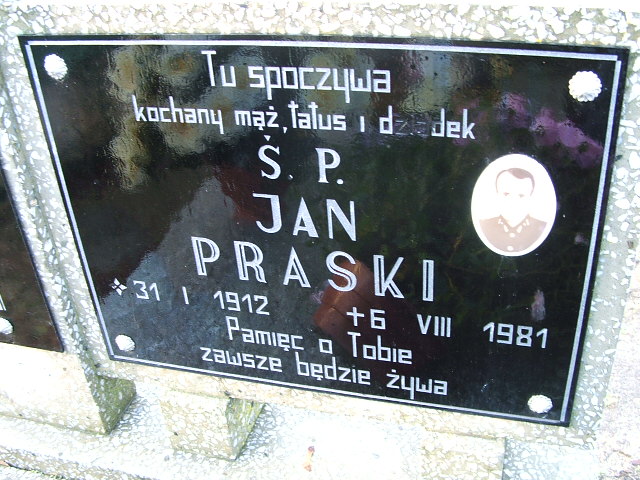 Tu spoczywa
kochany mąż, tatus i dziadek
Ś. P.
JAN
PRASKI
31 I 1912 + 6 VIII 1981
Pamięc o Tobie
zawsze będzie żywa